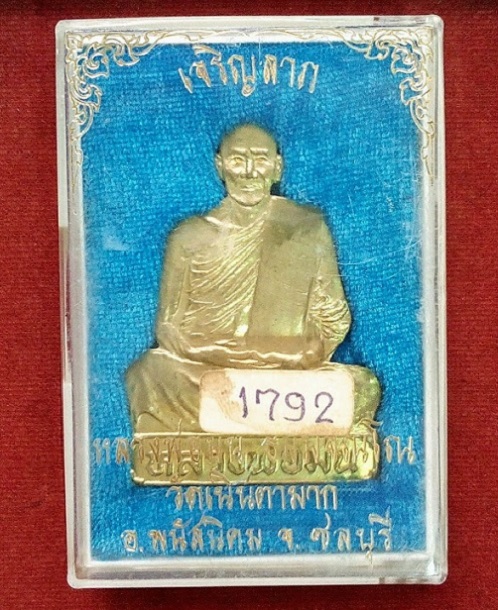 เจริญลาภ
1792
วัดเนินตามาก
อ.พนัสนิคม จ.ชลบุรี